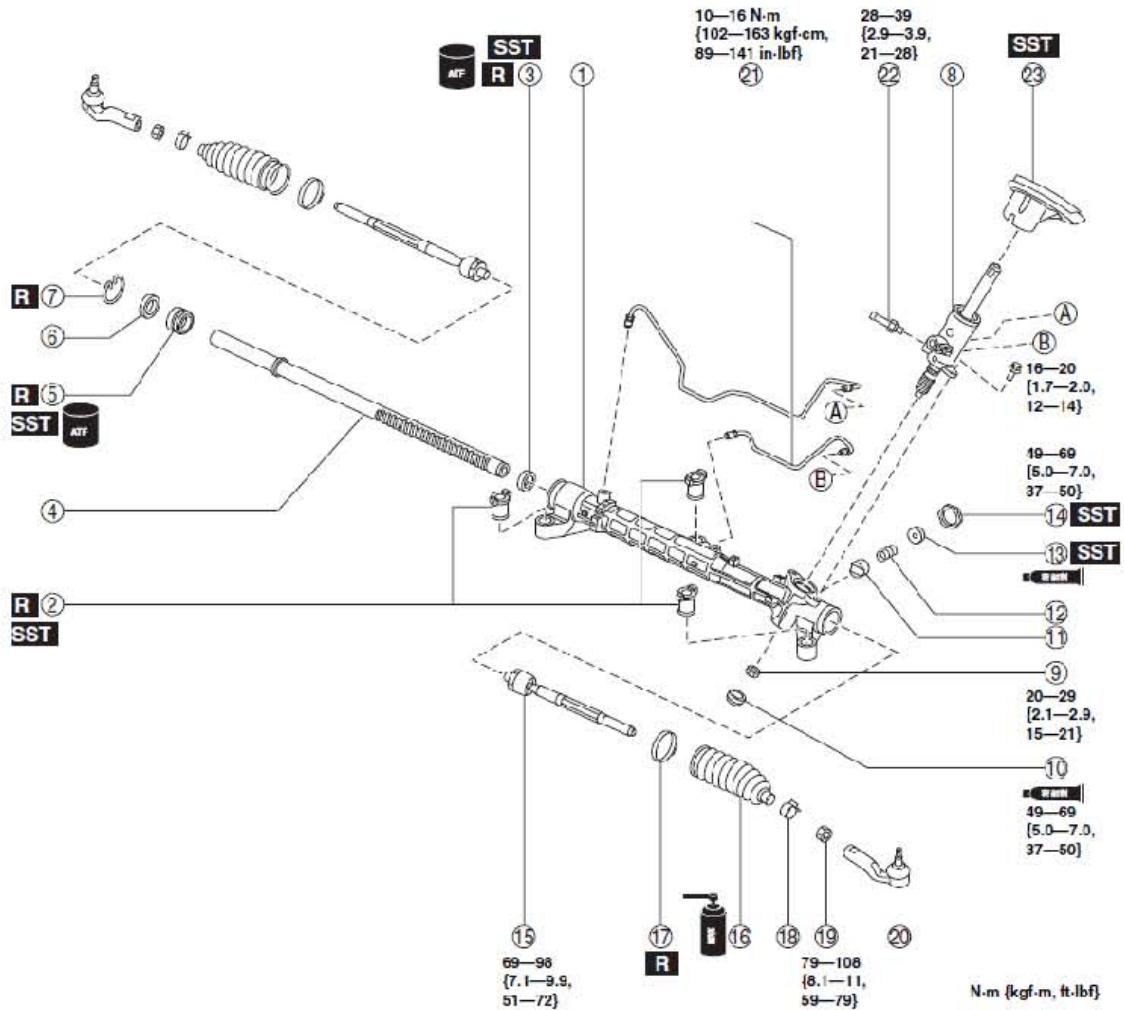 10—16 N·m
{102—163 kgf·cm,
89—141 in·lbf}
21
28—39
{2.9—3.9,
21—28}
22
8
SST
23
SST
ATF
R 3
1
R 7
6
R 5
SST ATF
4
A
B
16—20
[1.7—2.0,
12—14}
A
B
49—69
[5.0—7.0,
37—50}
14 SST
13 SST
12
11
R 2
SST
9
20—29
[2.1—2.9,
15—21}
10
49—69
[5.0—7.0,
37—50}
15
69—98
{7.1—9.9,
51—72}
17
R
16
18
19
79—108
{8.1—11,
59—79}
20
N·m {kgf·m, ft·lbf}